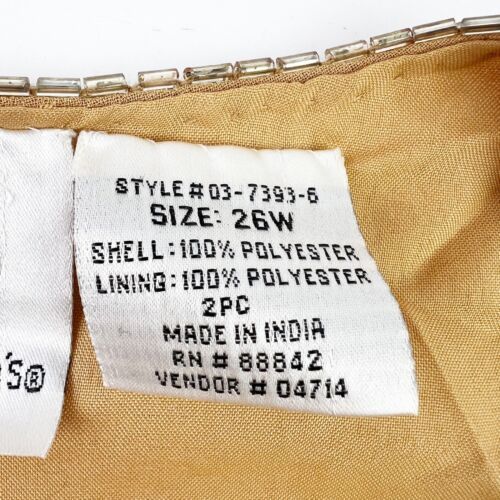 STYLE # 03-7393-6
SIZE: 26W
SHELL: 100% POLYESTER
LINING: 100% POLYESTER
2PC
MADE IN INDIA
RN # 88842
VENDOR # 04714
'S®